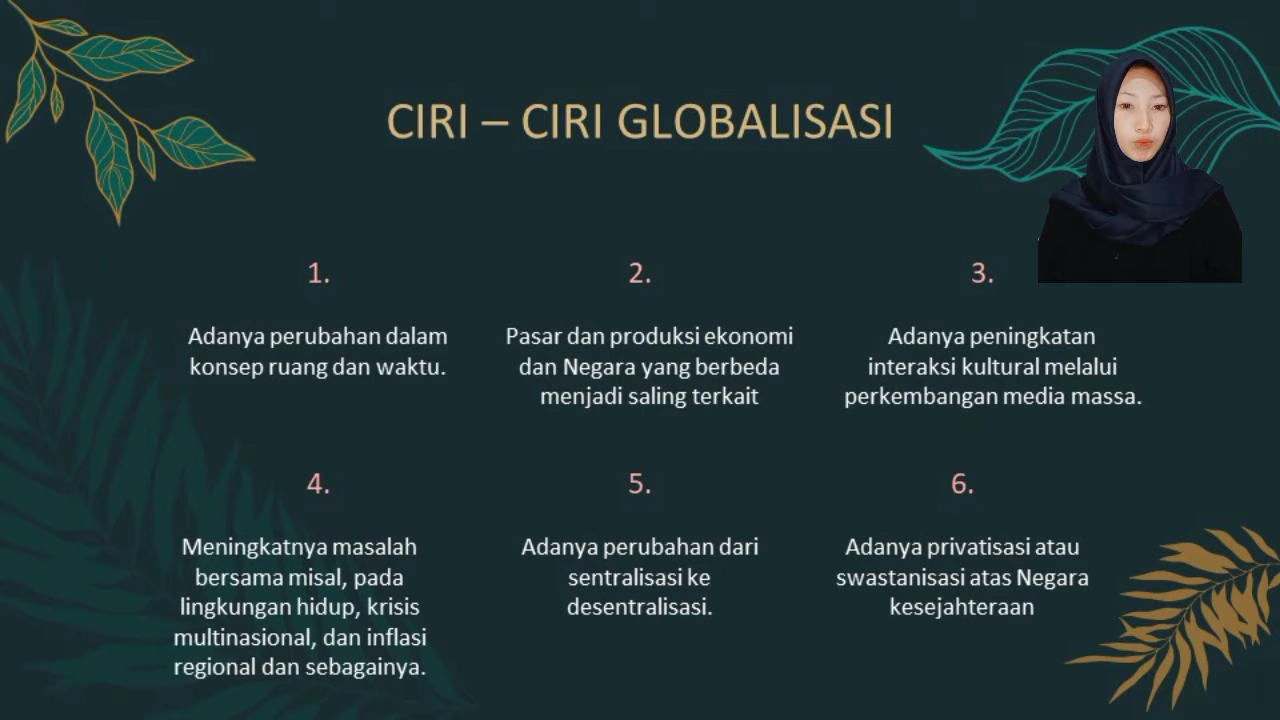 CIRI – CIRI GLOBALISASI
1.
Adanya perubahan dalam
konsep ruang dan waktu.
2.
Pasar dan produksi ekonomi
dan Negara yang berbeda
menjadi saling terkait
3.
Adanya peningkatan
interaksi kultural melalui
perkembangan media massa.
4.
Meningkatnya masalah
bersama misal, pada
lingkungan hidup, krisis
multinasional, dan inflasi
regional dan sebagainya.
5.
Adanya perubahan dari
sentralisasi ke
desentralisasi.
6.
Adanya privatisasi atau
swastanisasi atas Negara
kesejahteraan